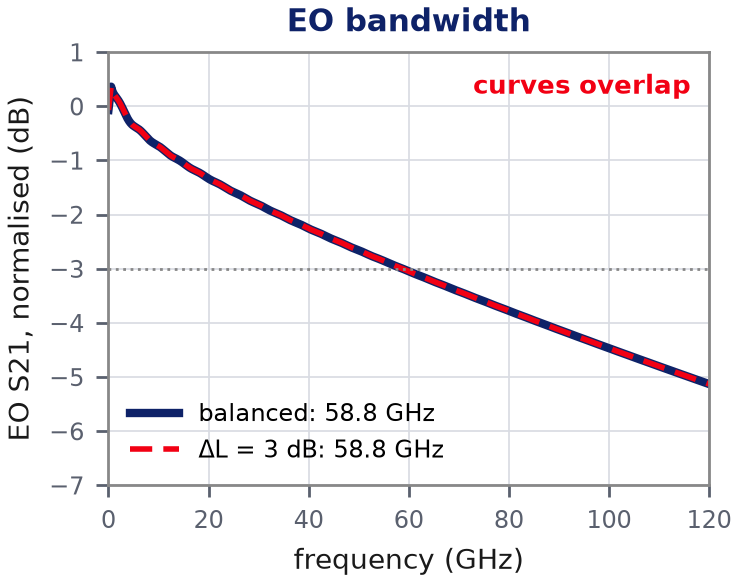 EO bandwidth
EO S21, normalised (dB)
1
0
−1
−2
−3
−4
−5
−6
−7
curves overlap
balanced: 58.8 GHz
ΔL = 3 dB: 58.8 GHz
0 20 40 60 80 100 120
frequency (GHz)